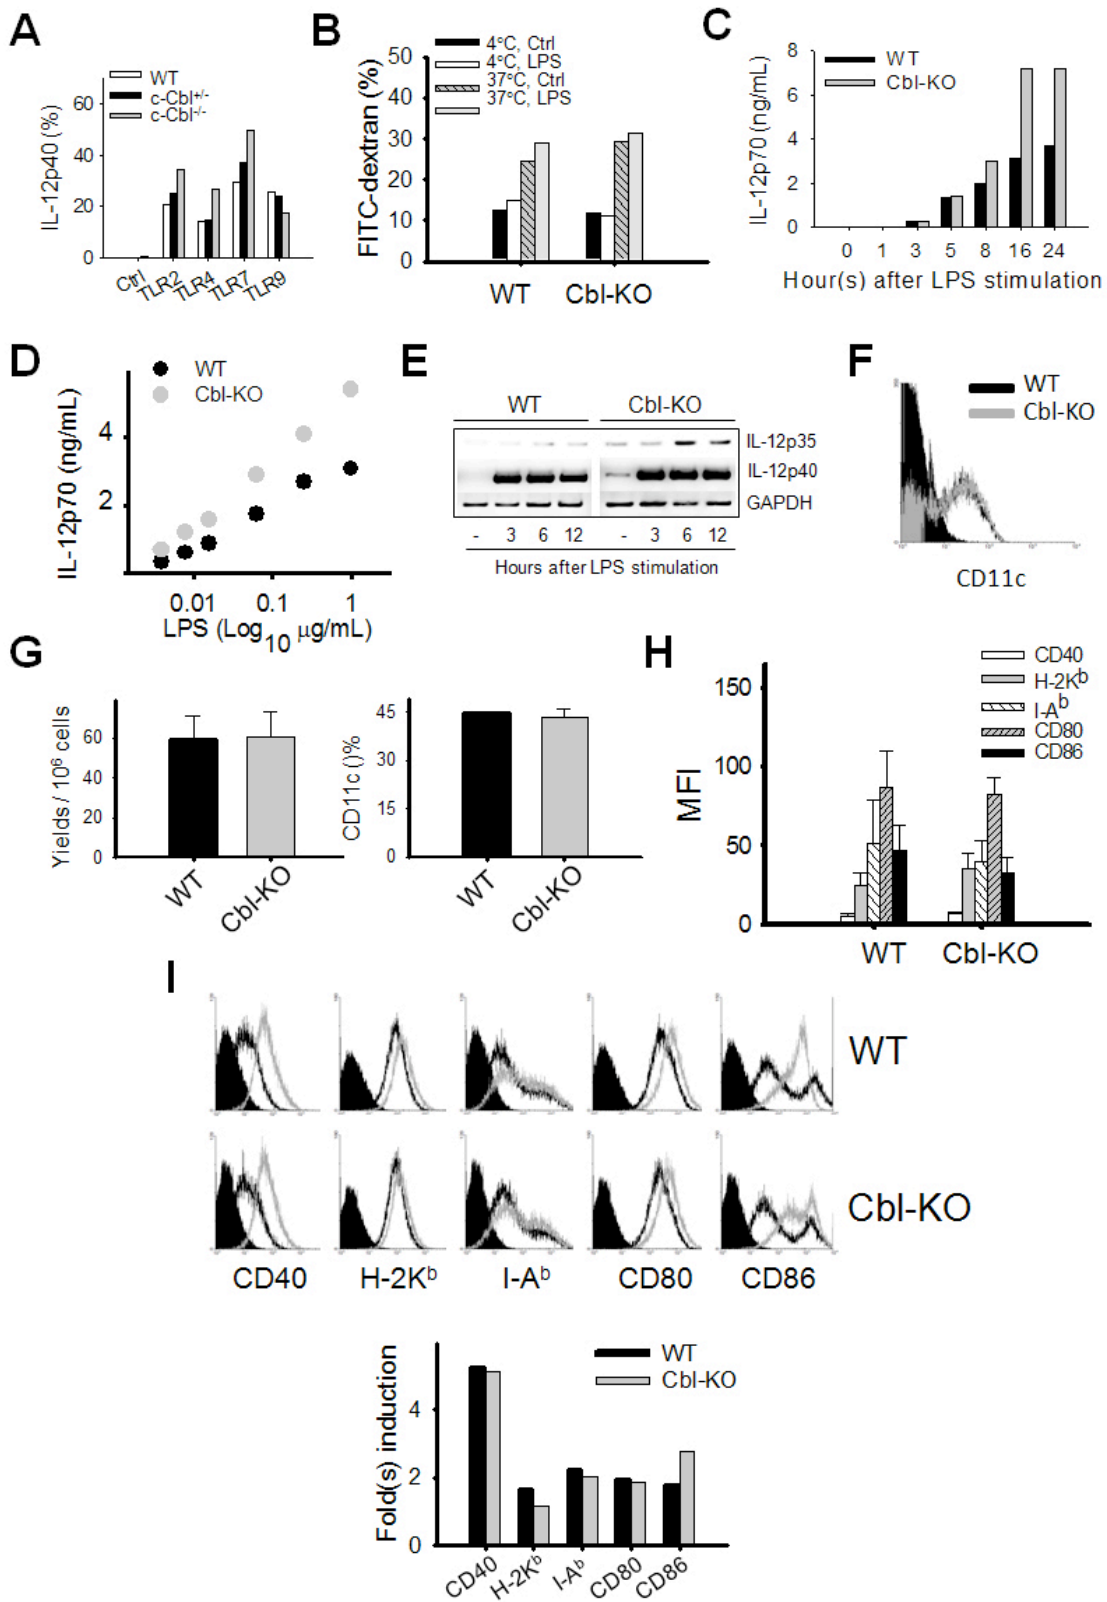 A
WT
c-Cbl+/-
c-Cbl-/-
IL-12p40 (%)
60
40
20
0
Ctrl
TLR2
TLR4
TLR7
TLR9
B
4°C, Ctrl
4°C, LPS
37°C, Ctrl
37°C, LPS
FITC-dextran (%)
50
40
30
20
10
0
WT
Cbl-KO
C
WT
Cbl-KO
IL-12p70 (ng/mL)
8
6
4
2
0
0 1 3 5 8 16 24
Hour(s) after LPS stimulation
D
WT
Cbl-KO
IL-12p70 (ng/mL)
4
2
0.01 0.1 1
LPS (Log10 μg/mL)
E
WT Cbl-KO
IL-12p35
IL-12p40
GAPDH
- 3 6 12 - 3 6 12
Hours after LPS stimulation
F
WT
Cbl-KO
CD11c
G
Yields / 10⁶ cells
60
40
20
0
WT
Cbl-KO
CD11c ()%
45
30
15
0
WT
Cbl-KO
H
CD40
H-2Kᵇ
I-Aᵇ
CD80
CD86
MFI
150
100
50
0
WT Cbl-KO
I
WT
Cbl-KO
CD40 H-2Kᵇ I-Aᵇ CD80 CD86
WT
Cbl-KO
Fold(s) induction
4
2
0
CD40
H-2Kᵇ
I-Aᵇ
CD80
CD86